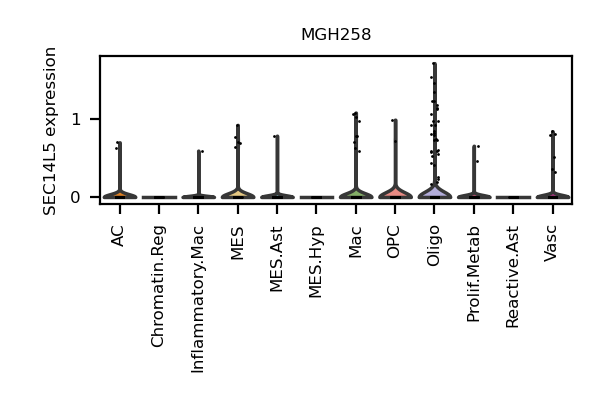 MGH258
SEC14L5 expression
1
0
AC
Chromatin.Reg
Inflammatory.Mac
MES
MES.Ast
MES.Hyp
Mac
OPC
Oligo
Prolif.Metab
Reactive.Ast
Vasc